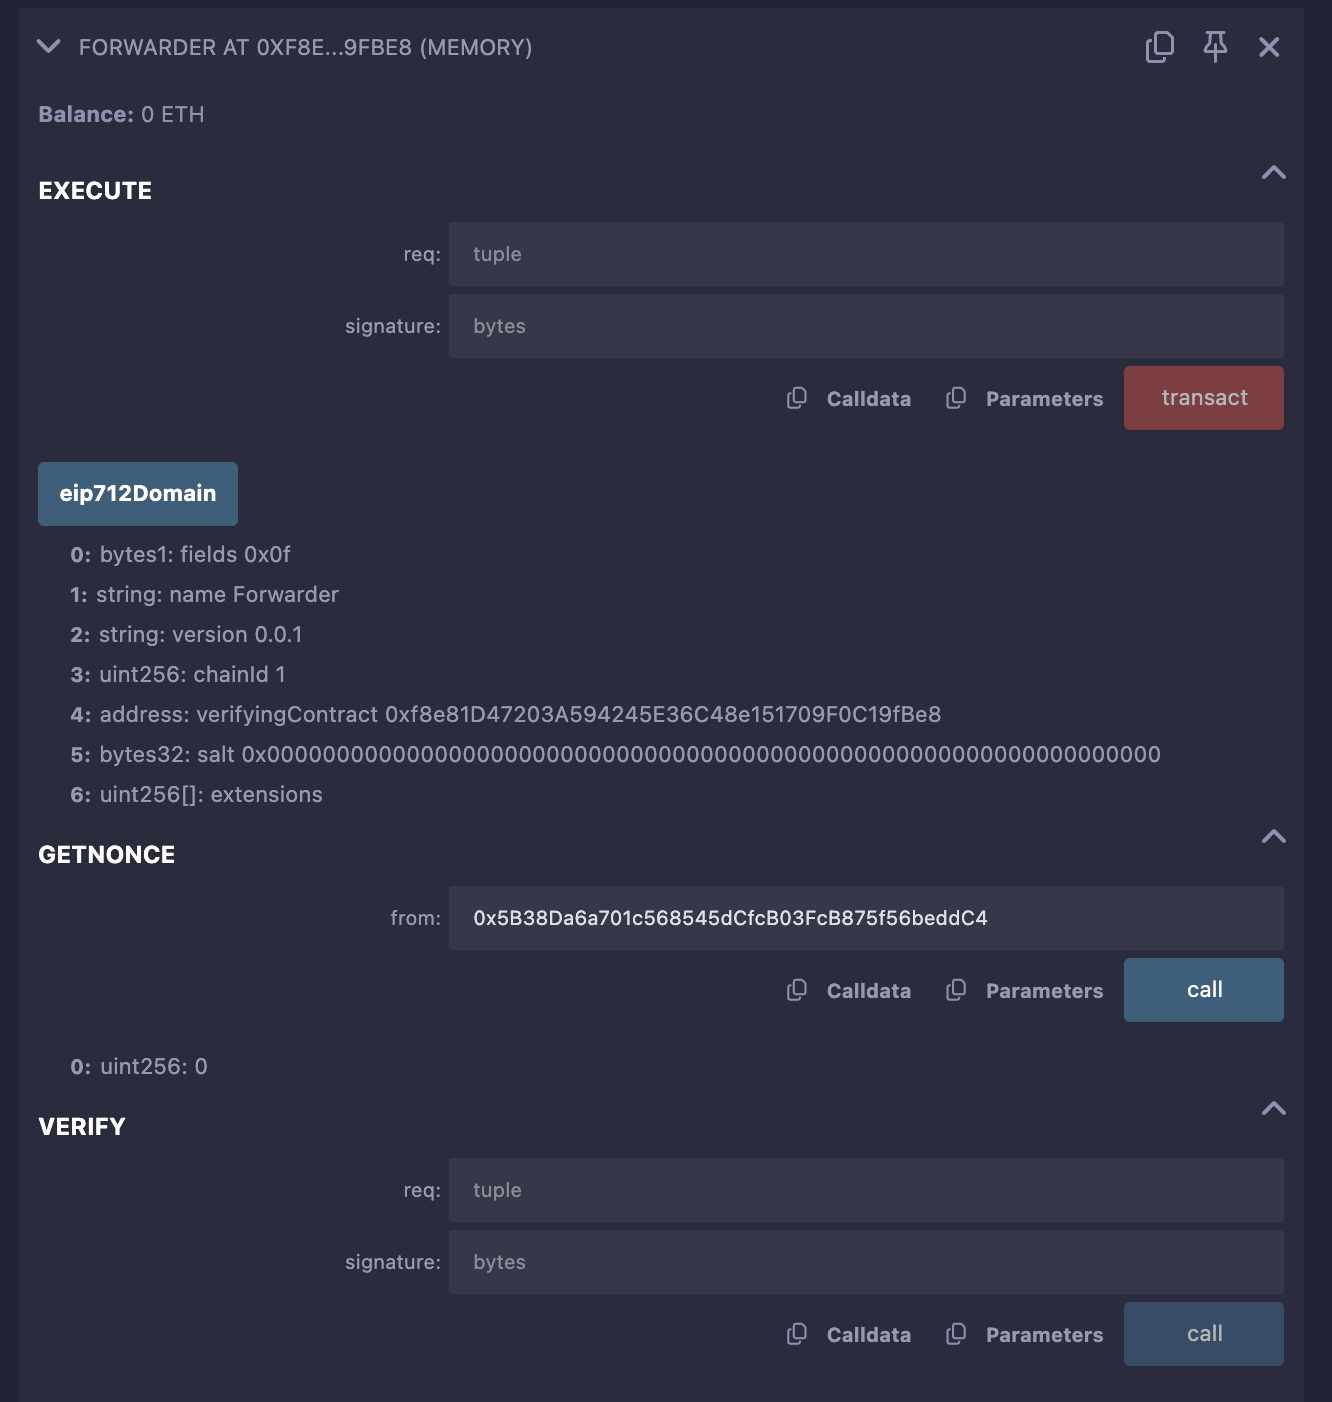 FORWARDER AT 0XF8E...9FBE8 (MEMORY)
Balance: 0 ETH
EXECUTE
req: tuple
signature: bytes
Calldata Parameters transact
eip712Domain
0: bytes1: fields 0x0f
1: string: name Forwarder
2: string: version 0.0.1
3: uint256: chainId 1
4: address: verifyingContract 0xf8e81D47203A594245E36C48e151709F0C19fBe8
5: bytes32: salt 0x0000000000000000000000000000000000000000000000000000000000000000
6: uint256[]: extensions
GETNONCE
from: 0x5B38Da6a701c568545dCfcB03FcB875f56beddC4
Calldata Parameters call
0: uint256: 0
VERIFY
req: tuple
signature: bytes
Calldata Parameters call